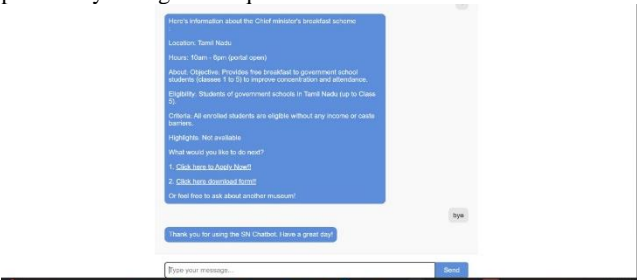 Here's information about the Chief minister's breakfast scheme
Location: Tamil Nadu
Hours: 10am - 6pm (portal open)
About: Objective: Provides free breakfast to government school
students (classes 1 to 5) to improve concentration and attendance.
Eligibility: Students of government schools in Tamil Nadu (up to Class
5).
Criteria: All enrolled students are eligible without any income or caste
barriers.
Highlights: Not available
What would you like to do next?
1. Click here to Apply Now!!
2. Click here download form!!
Or feel free to ask about another museum!
bye
Thank you for using the SN Chatbot. Have a great day!
Type your message...
Send